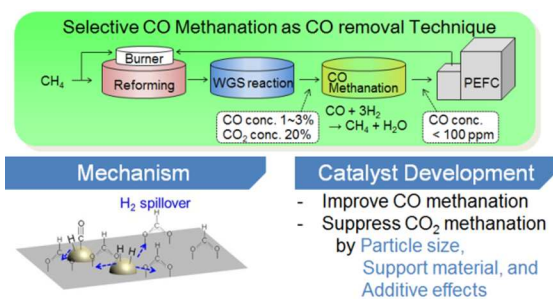 Selective CO Methanation as CO removal Technique
Burner
CH₄
Reforming
WGS reaction
CO
Methanation
PEFC
CO conc. 1~3%
CO₂ conc. 20%
CO + 3H₂
→ CH₄ + H₂O
CO conc.
< 100 ppm
Mechanism
H₂ spillover
H
H
H
O
C
H
H
C
O
O
H
H
H
C
O
O
H
C
O
O
H
C
O
O
Catalyst Development
- Improve CO methanation
- Suppress CO₂ methanation
by Particle size,
Support material, and
Additive effects